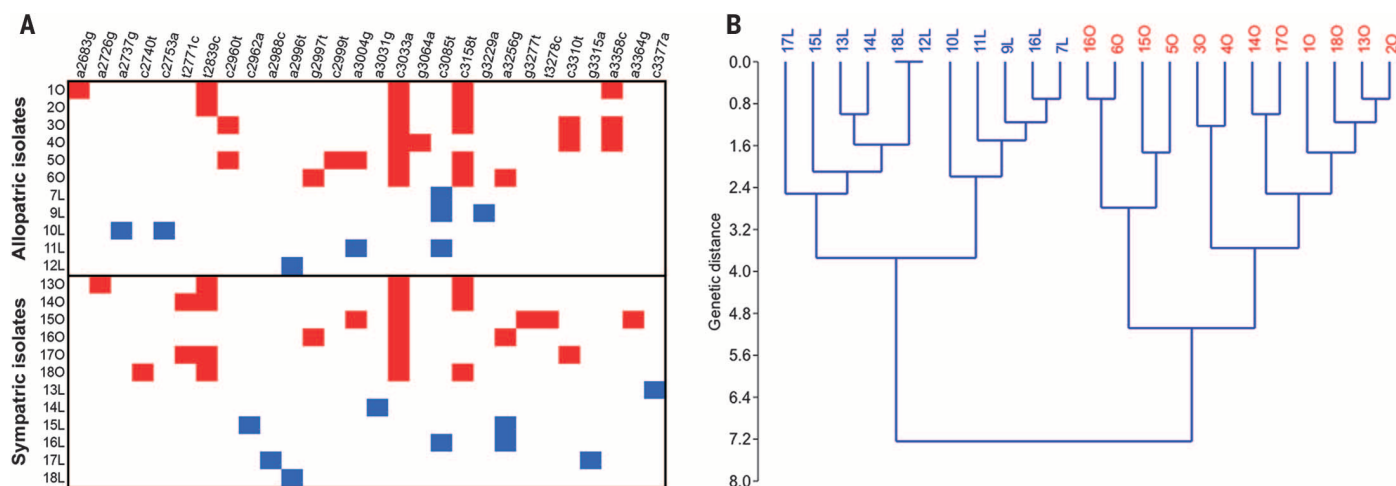 A
a2683g a2726g a2737g c2740t c2753a t2771c t2839c c2960t c2962a a2988c a2996t g2997t c2999t a3004g a3031g c3033a g3064a c3085t c3158t g3229a a3256g g3277t t3278c c3310t g3315a a3358c a3364g c3377a
Allopatric isolates
1O
2O
3O
4O
5O
6O
7L
9L
10L
11L
12L
Sympatric isolates
13O
14O
15O
16O
17O
18O
13L
14L
15L
16L
17L
18L
B
17L 15L 13L 14L 18L 12L 10L 11L 9L 16L 7L 16O 6O 15O 5O 3O 4O 14O 17O 1O 18O 13O 2O
Genetic distance
0.0
0.8
1.6
2.4
3.2
4.0
4.8
5.6
6.4
7.2
8.0